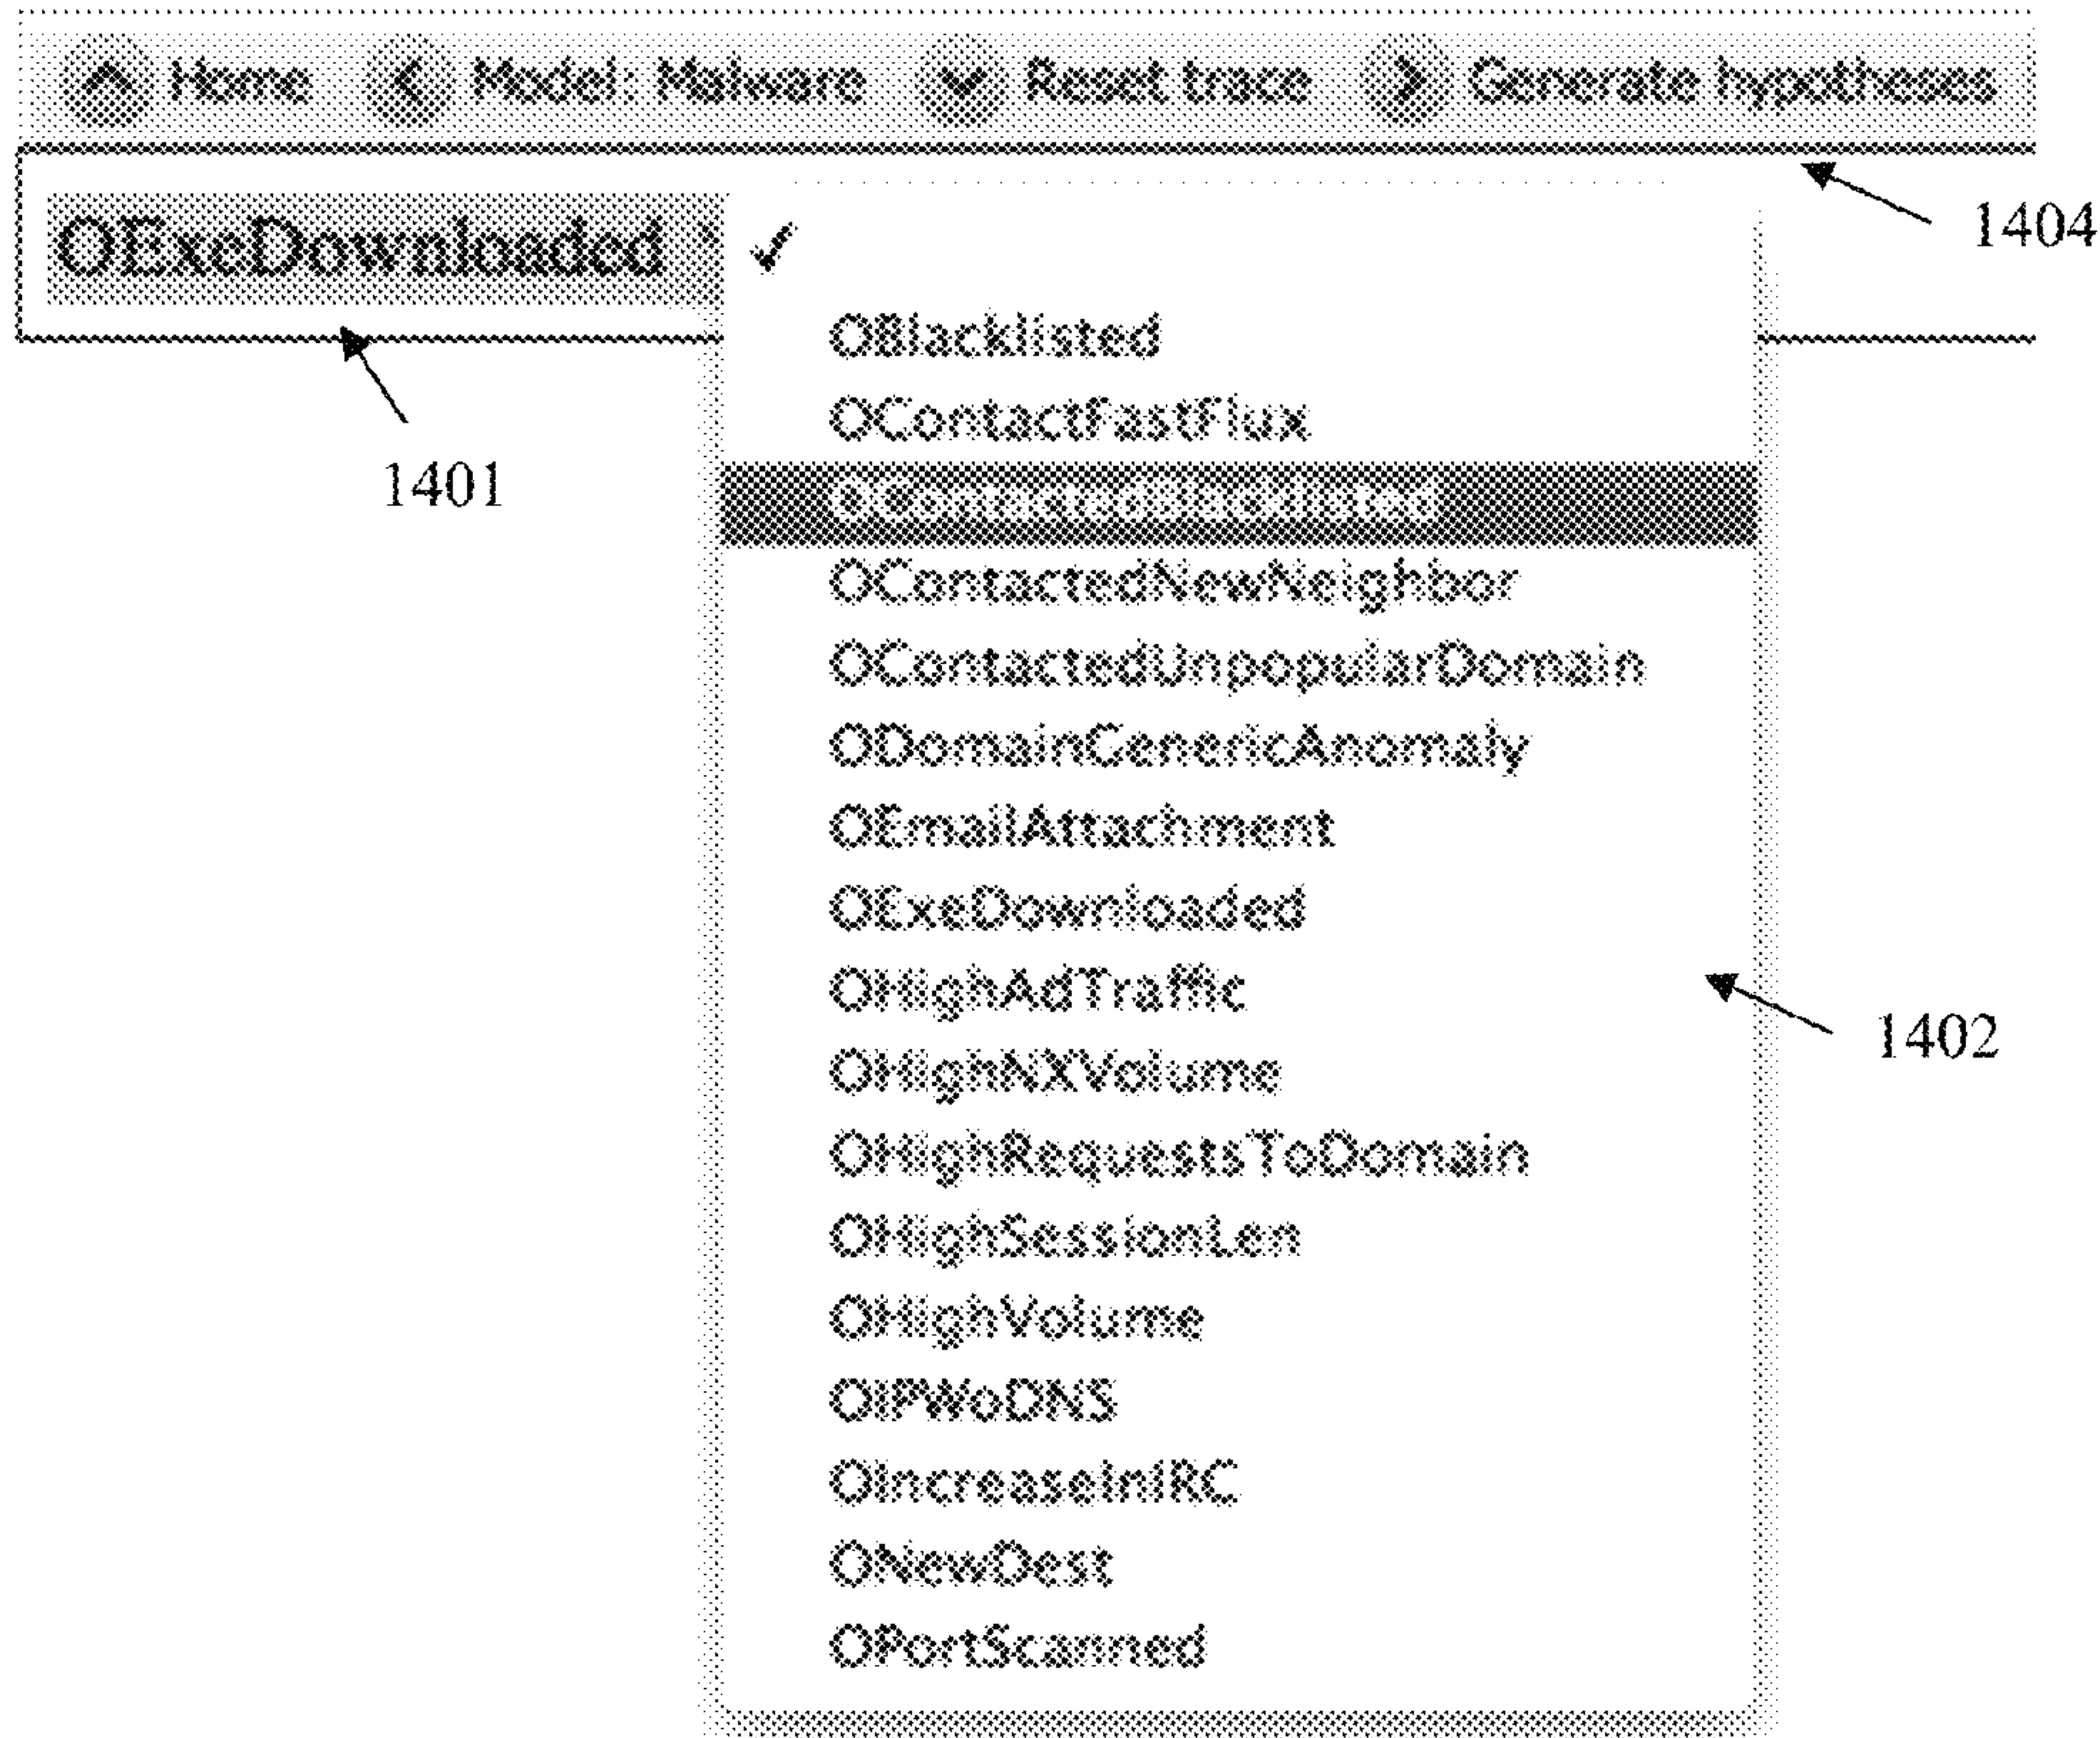 Home Model: Malware Reset trace Generate hypotheses
1404
OExeDownloaded
OBlacklisted
OContactFastFlux
1401
OContactedNewNeighbor
OContactedUnpopularDomain
ODomainGenericAnomaly
OEmailAttachment
OExeDownloaded
OHighAdTraffic
1402
OHighNXVolume
OHighRequestsToDomain
OHighSessionLen
OHighVolume
OIPWoDNS
OIncreaseInIRC
ONewDest
OPortScanned